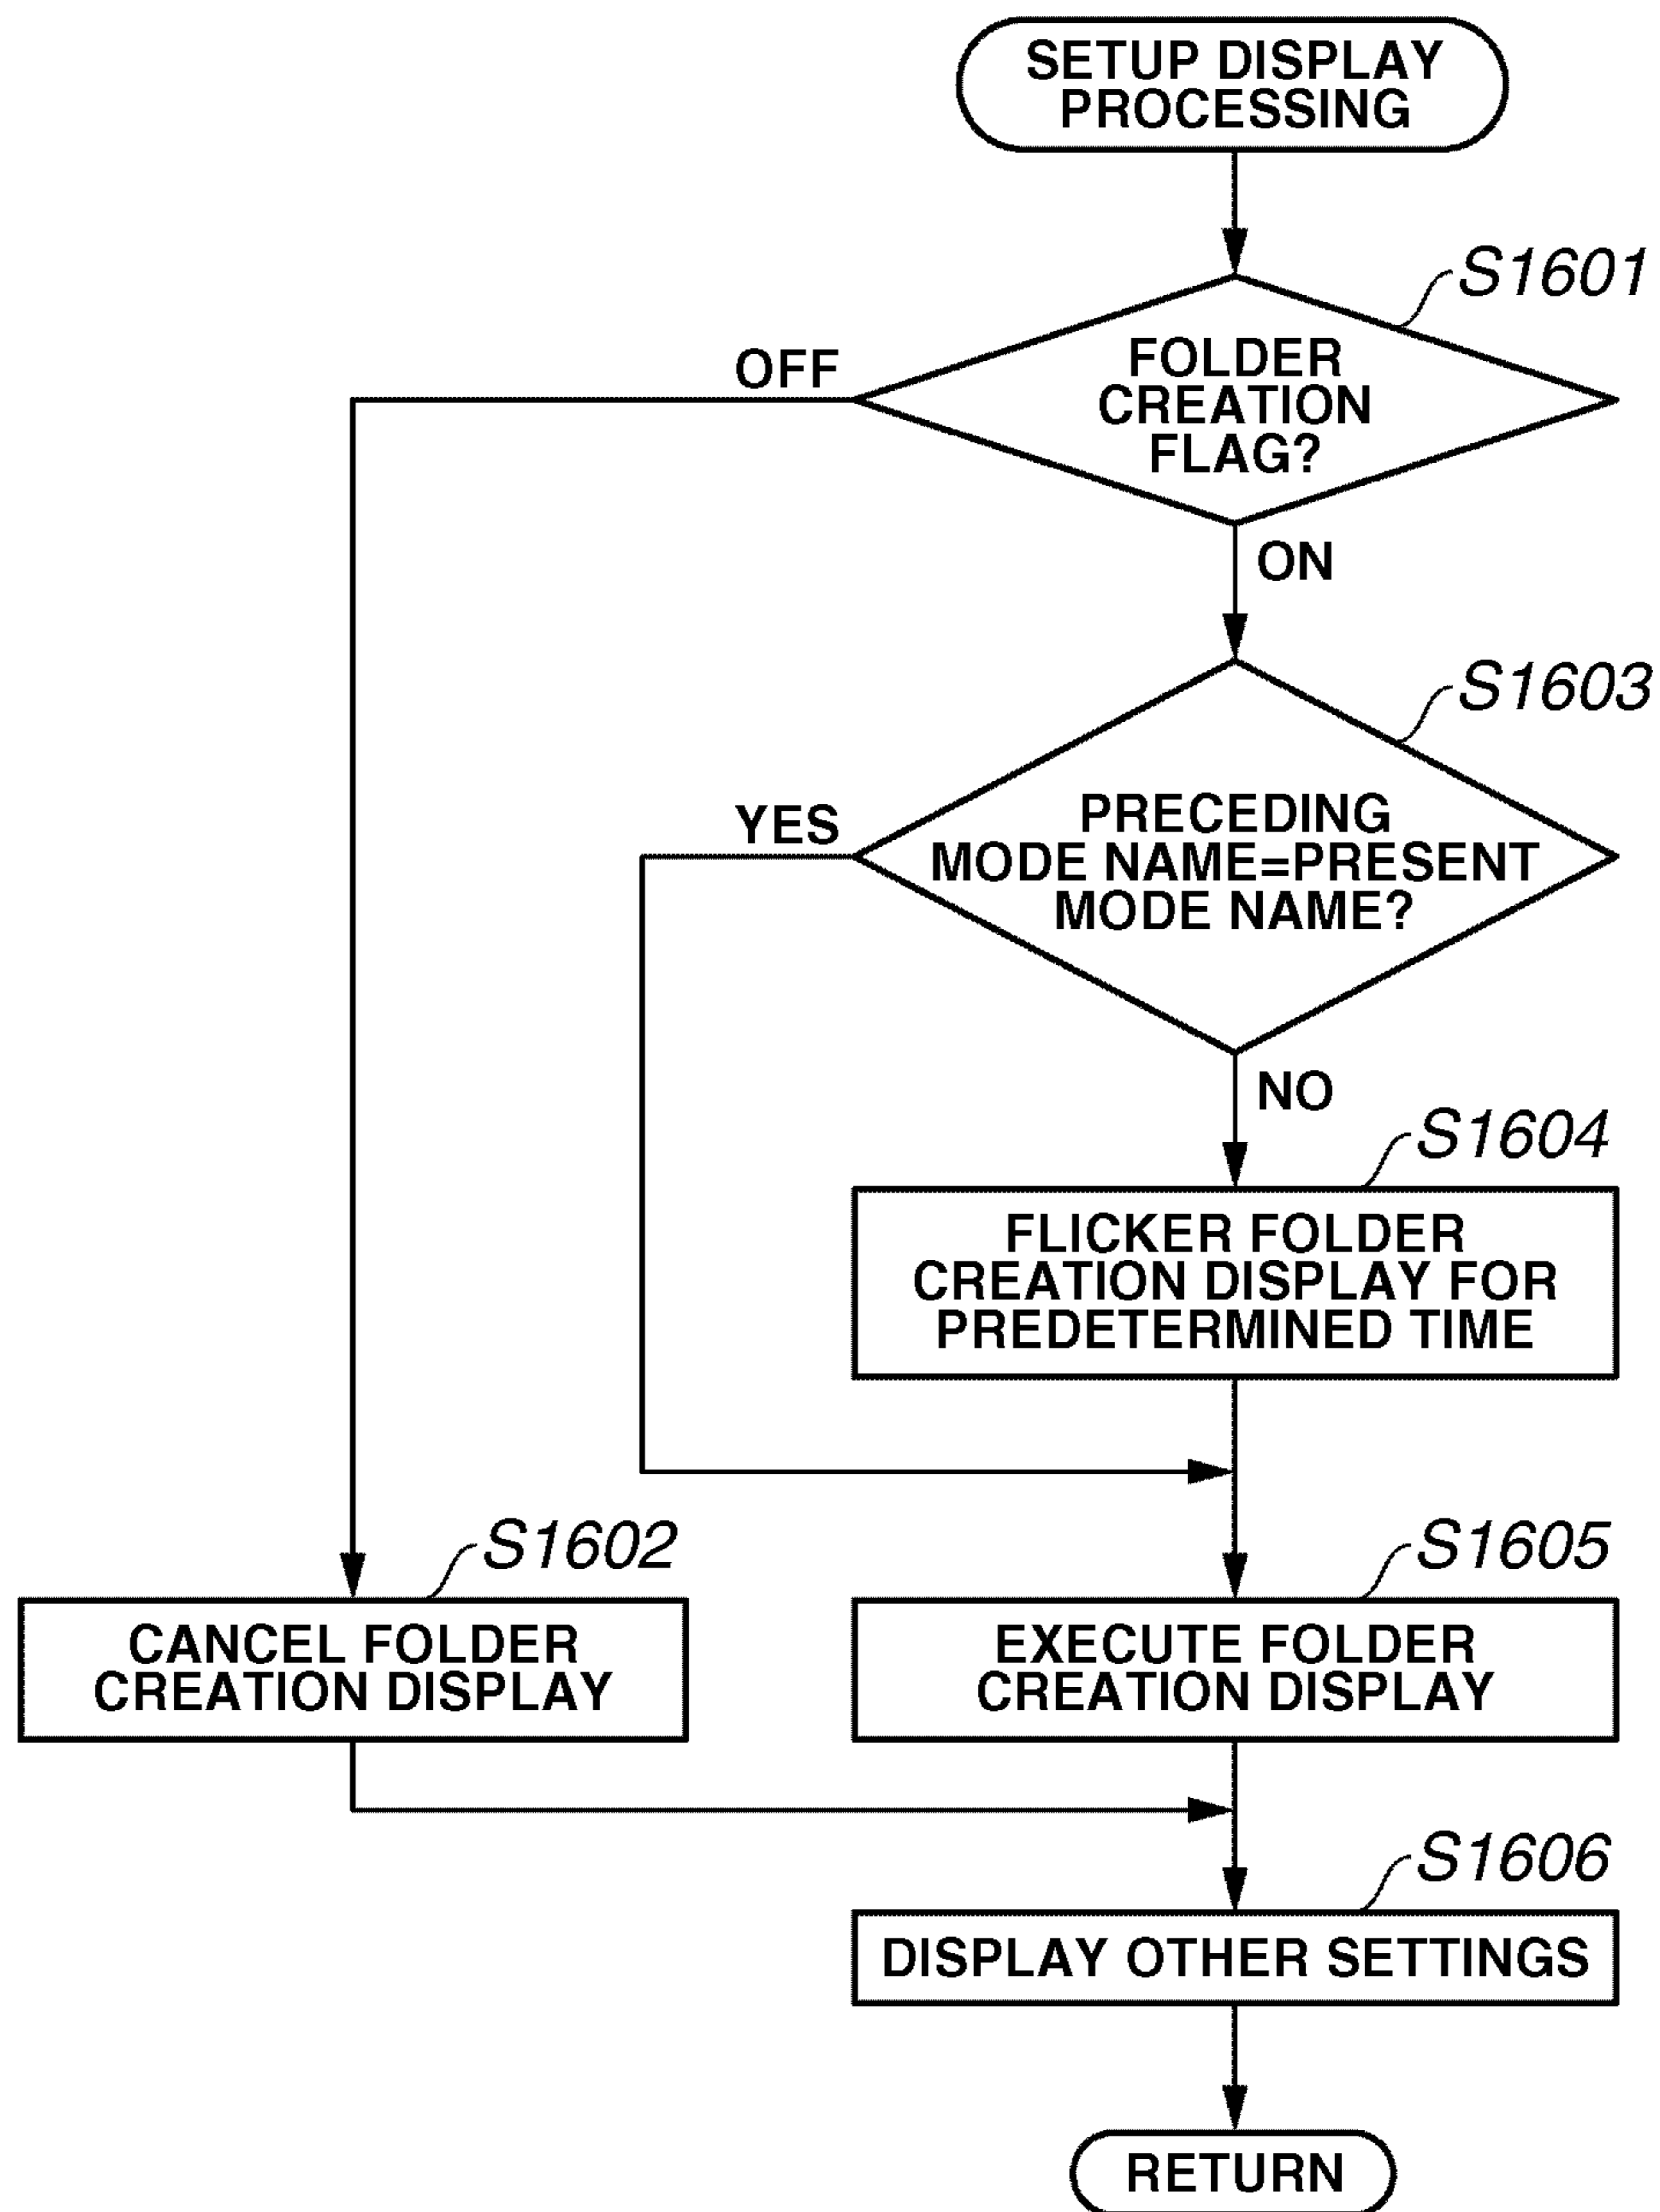 SETUP DISPLAY
PROCESSING
S1601
FOLDER
CREATION
FLAG?
OFF
ON
S1603
PRECEDING
MODE NAME=PRESENT
MODE NAME?
YES
NO
S1604
FLICKER FOLDER
CREATION DISPLAY FOR
PREDETERMINED TIME
S1602
CANCEL FOLDER
CREATION DISPLAY
S1605
EXECUTE FOLDER
CREATION DISPLAY
S1606
DISPLAY OTHER SETTINGS
RETURN